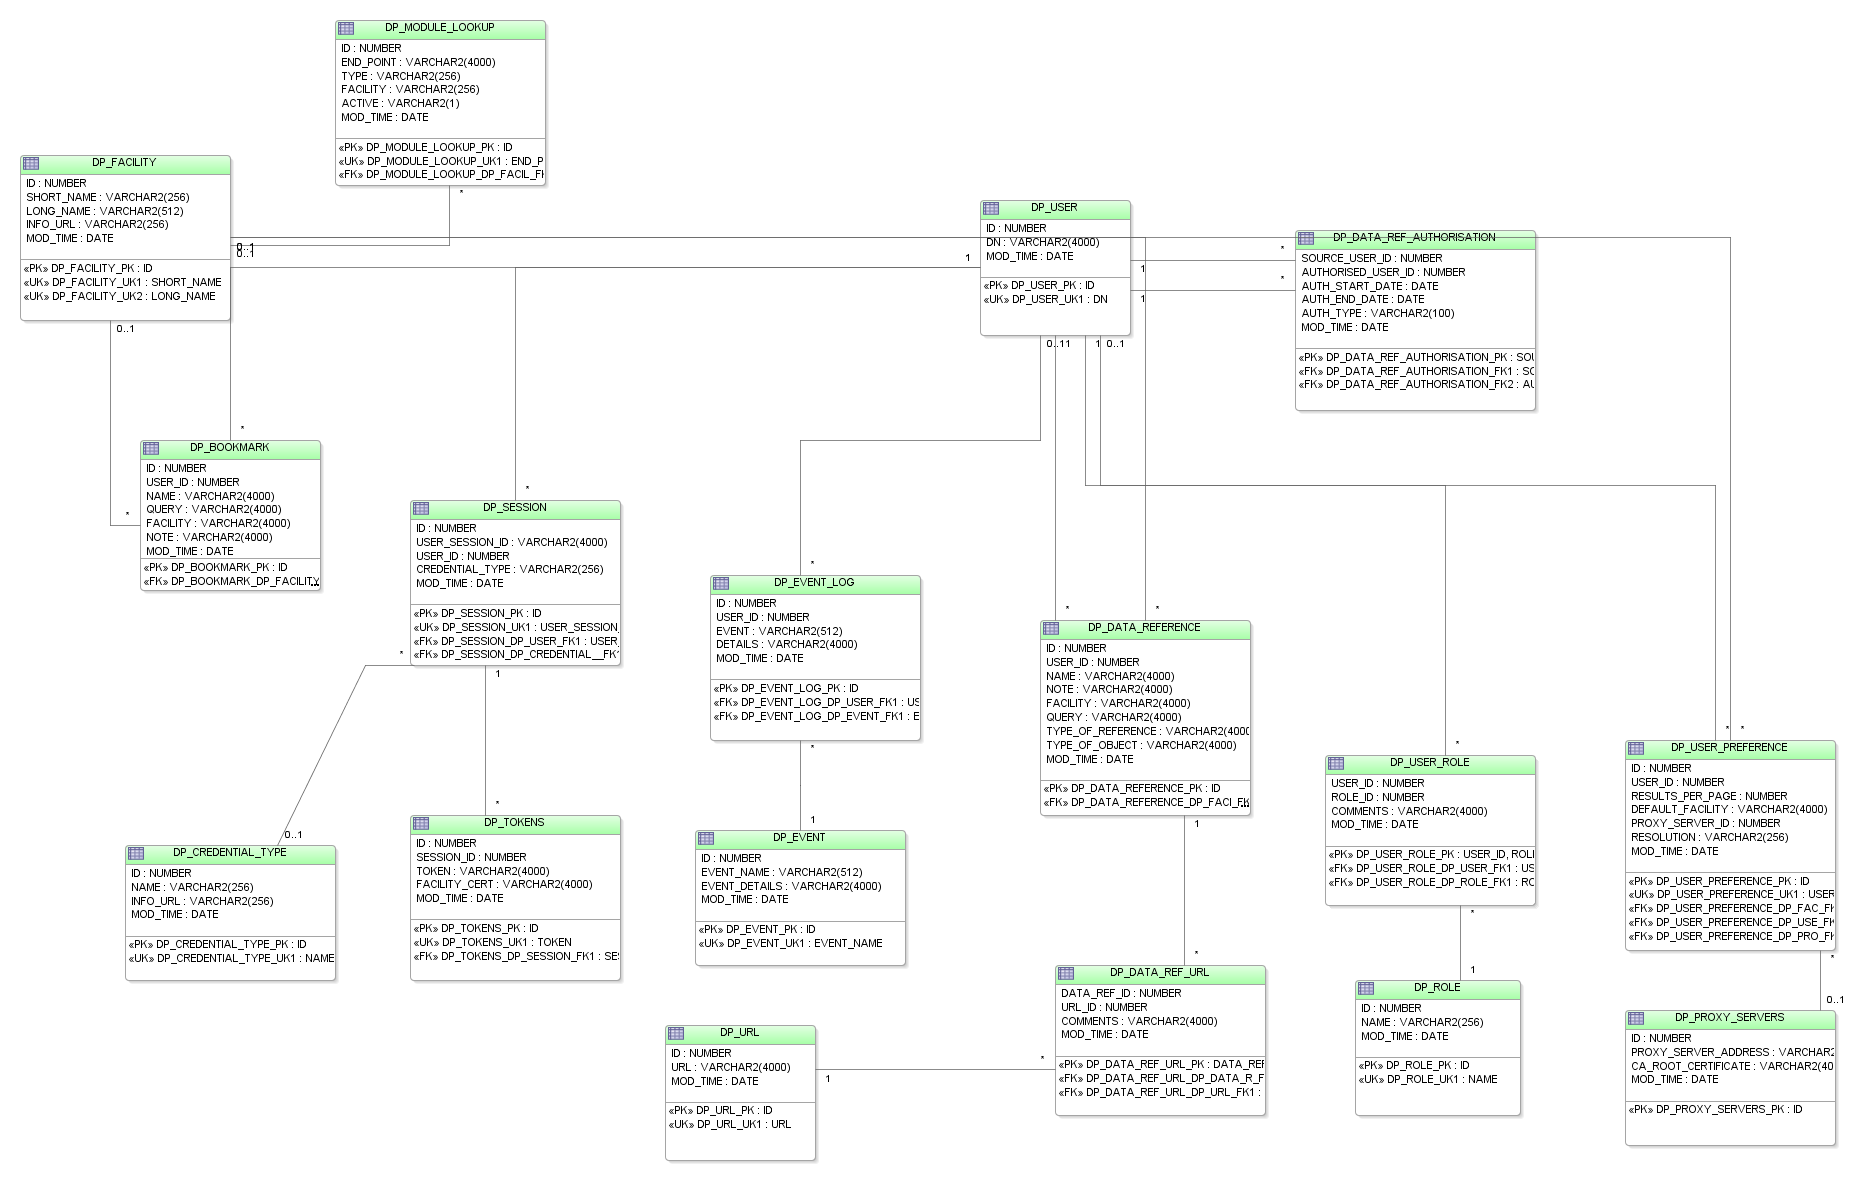 DP_MODULE_LOOKUP
ID : NUMBER
END_POINT : VARCHAR2(4000)
TYPE : VARCHAR2(256)
FACILITY : VARCHAR2(256)
ACTIVE : VARCHAR2(1)
MOD_TIME : DATE
«PK» DP_MODULE_LOOKUP_PK : ID
«UK» DP_MODULE_LOOKUP_UK1 : END_P
«FK» DP_MODULE_LOOKUP_DP_FACIL_FK
*
DP_FACILITY
ID : NUMBER
SHORT_NAME : VARCHAR2(256)
LONG_NAME : VARCHAR2(512)
INFO_URL : VARCHAR2(256)
MOD_TIME : DATE
«PK» DP_FACILITY_PK : ID
«UK» DP_FACILITY_UK1 : SHORT_NAME
«UK» DP_FACILITY_UK2 : LONG_NAME
0..1
0..1
0..1
DP_USER
ID : NUMBER
DN : VARCHAR2(4000)
MOD_TIME : DATE
«PK» DP_USER_PK : ID
«UK» DP_USER_UK1 : DN
1
1
1
0..11
1
0..1
DP_DATA_REF_AUTHORISATION
SOURCE_USER_ID : NUMBER
AUTHORISED_USER_ID : NUMBER
AUTH_START_DATE : DATE
AUTH_END_DATE : DATE
AUTH_TYPE : VARCHAR2(100)
MOD_TIME : DATE
«PK» DP_DATA_REF_AUTHORISATION_PK : SOU
«FK» DP_DATA_REF_AUTHORISATION_FK1 : SO
«FK» DP_DATA_REF_AUTHORISATION_FK2 : AU
*
*
DP_BOOKMARK
ID : NUMBER
USER_ID : NUMBER
NAME : VARCHAR2(4000)
QUERY : VARCHAR2(4000)
FACILITY : VARCHAR2(4000)
NOTE : VARCHAR2(4000)
MOD_TIME : DATE
«PK» DP_BOOKMARK_PK : ID
«FK» DP_BOOKMARK_DP_FACILITY...
*
*
DP_SESSION
ID : NUMBER
USER_SESSION_ID : VARCHAR2(4000)
USER_ID : NUMBER
CREDENTIAL_TYPE : VARCHAR2(256)
MOD_TIME : DATE
«PK» DP_SESSION_PK : ID
«UK» DP_SESSION_UK1 : USER_SESSION_
«FK» DP_SESSION_DP_USER_FK1 : USER_
«FK» DP_SESSION_DP_CREDENTIAL__FK1
*
*
1
DP_EVENT_LOG
ID : NUMBER
USER_ID : NUMBER
EVENT : VARCHAR2(512)
DETAILS : VARCHAR2(4000)
MOD_TIME : DATE
«PK» DP_EVENT_LOG_PK : ID
«FK» DP_EVENT_LOG_DP_USER_FK1 : US
«FK» DP_EVENT_LOG_DP_EVENT_FK1 : E
*
*
DP_DATA_REFERENCE
ID : NUMBER
USER_ID : NUMBER
NAME : VARCHAR2(4000)
NOTE : VARCHAR2(4000)
FACILITY : VARCHAR2(4000)
QUERY : VARCHAR2(4000)
TYPE_OF_REFERENCE : VARCHAR2(4000
TYPE_OF_OBJECT : VARCHAR2(4000)
MOD_TIME : DATE
«PK» DP_DATA_REFERENCE_PK : ID
«FK» DP_DATA_REFERENCE_DP_FACI_FK...
*
*
1
DP_USER_ROLE
USER_ID : NUMBER
ROLE_ID : NUMBER
COMMENTS : VARCHAR2(4000)
MOD_TIME : DATE
«PK» DP_USER_ROLE_PK : USER_ID, ROLE
«FK» DP_USER_ROLE_DP_USER_FK1 : US
«FK» DP_USER_ROLE_DP_ROLE_FK1 : RO
*
*
DP_USER_PREFERENCE
ID : NUMBER
USER_ID : NUMBER
RESULTS_PER_PAGE : NUMBER
DEFAULT_FACILITY : VARCHAR2(4000)
PROXY_SERVER_ID : NUMBER
RESOLUTION : VARCHAR2(256)
MOD_TIME : DATE
«PK» DP_USER_PREFERENCE_PK : ID
«UK» DP_USER_PREFERENCE_UK1 : USER
«FK» DP_USER_PREFERENCE_DP_FAC_FK
«FK» DP_USER_PREFERENCE_DP_USE_FK
«FK» DP_USER_PREFERENCE_DP_PRO_FK
*
*
*
DP_CREDENTIAL_TYPE
ID : NUMBER
NAME : VARCHAR2(256)
INFO_URL : VARCHAR2(256)
MOD_TIME : DATE
«PK» DP_CREDENTIAL_TYPE_PK : ID
«UK» DP_CREDENTIAL_TYPE_UK1 : NAME
0..1
DP_TOKENS
ID : NUMBER
SESSION_ID : NUMBER
TOKEN : VARCHAR2(4000)
FACILITY_CERT : VARCHAR2(4000)
MOD_TIME : DATE
«PK» DP_TOKENS_PK : ID
«UK» DP_TOKENS_UK1 : TOKEN
«FK» DP_TOKENS_DP_SESSION_FK1 : SES
*
DP_EVENT
ID : NUMBER
EVENT_NAME : VARCHAR2(512)
EVENT_DETAILS : VARCHAR2(4000)
MOD_TIME : DATE
«PK» DP_EVENT_PK : ID
«UK» DP_EVENT_UK1 : EVENT_NAME
1
DP_DATA_REF_URL
DATA_REF_ID : NUMBER
URL_ID : NUMBER
COMMENTS : VARCHAR2(4000)
MOD_TIME : DATE
«PK» DP_DATA_REF_URL_PK : DATA_REF
«FK» DP_DATA_REF_URL_DP_DATA_R_F
«FK» DP_DATA_REF_URL_DP_URL_FK1 :
*
*
DP_URL
ID : NUMBER
URL : VARCHAR2(4000)
MOD_TIME : DATE
«PK» DP_URL_PK : ID
«UK» DP_URL_UK1 : URL
1
DP_ROLE
ID : NUMBER
NAME : VARCHAR2(256)
MOD_TIME : DATE
«PK» DP_ROLE_PK : ID
«UK» DP_ROLE_UK1 : NAME
1
DP_PROXY_SERVERS
ID : NUMBER
PROXY_SERVER_ADDRESS : VARCHAR2
CA_ROOT_CERTIFICATE : VARCHAR2(40
MOD_TIME : DATE
«PK» DP_PROXY_SERVERS_PK : ID
0..1